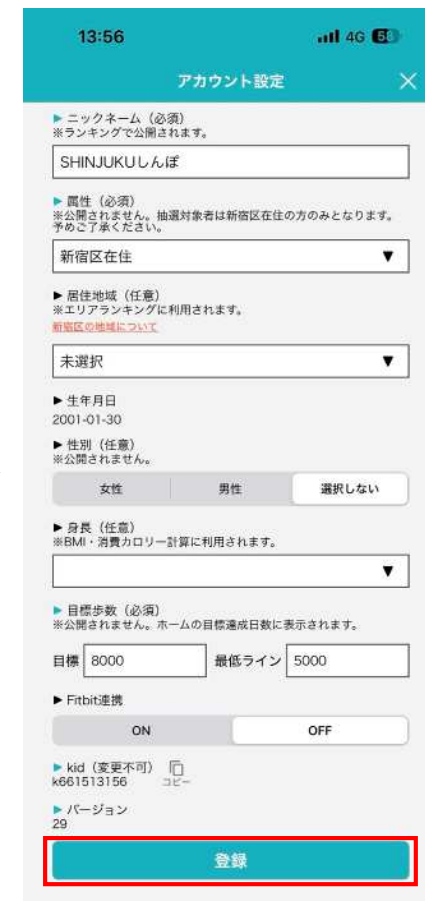 13:56
4G
アカウント設定
▶ ニックネーム（必須）
※ランキングで公開されます。
SHINJUKUしんぽ
▶ 属性（必須）
※公開されません。抽選対象者は新宿区在住の方のみとなります。
予めご了承ください。
新宿区在住 ▼
▶ 居住地域（任意）
※エリアランキングに利用されます。
新宿区の地域について
未選択 ▼
▶ 生年月日
2001-01-30
▶ 性別（任意）
※公開されません。
女性 男性 選択しない
▶ 身長（任意）
※BMI・消費カロリー計算に利用されます。
▼
▶ 目標歩数（必須）
※公開されません。ホームの目標達成日数に表示されます。
目標 8000 最低ライン 5000
▶ Fitbit連携
ON OFF
▶ kid（変更不可）
k661513156 コピー
▶ バージョン
29
登録